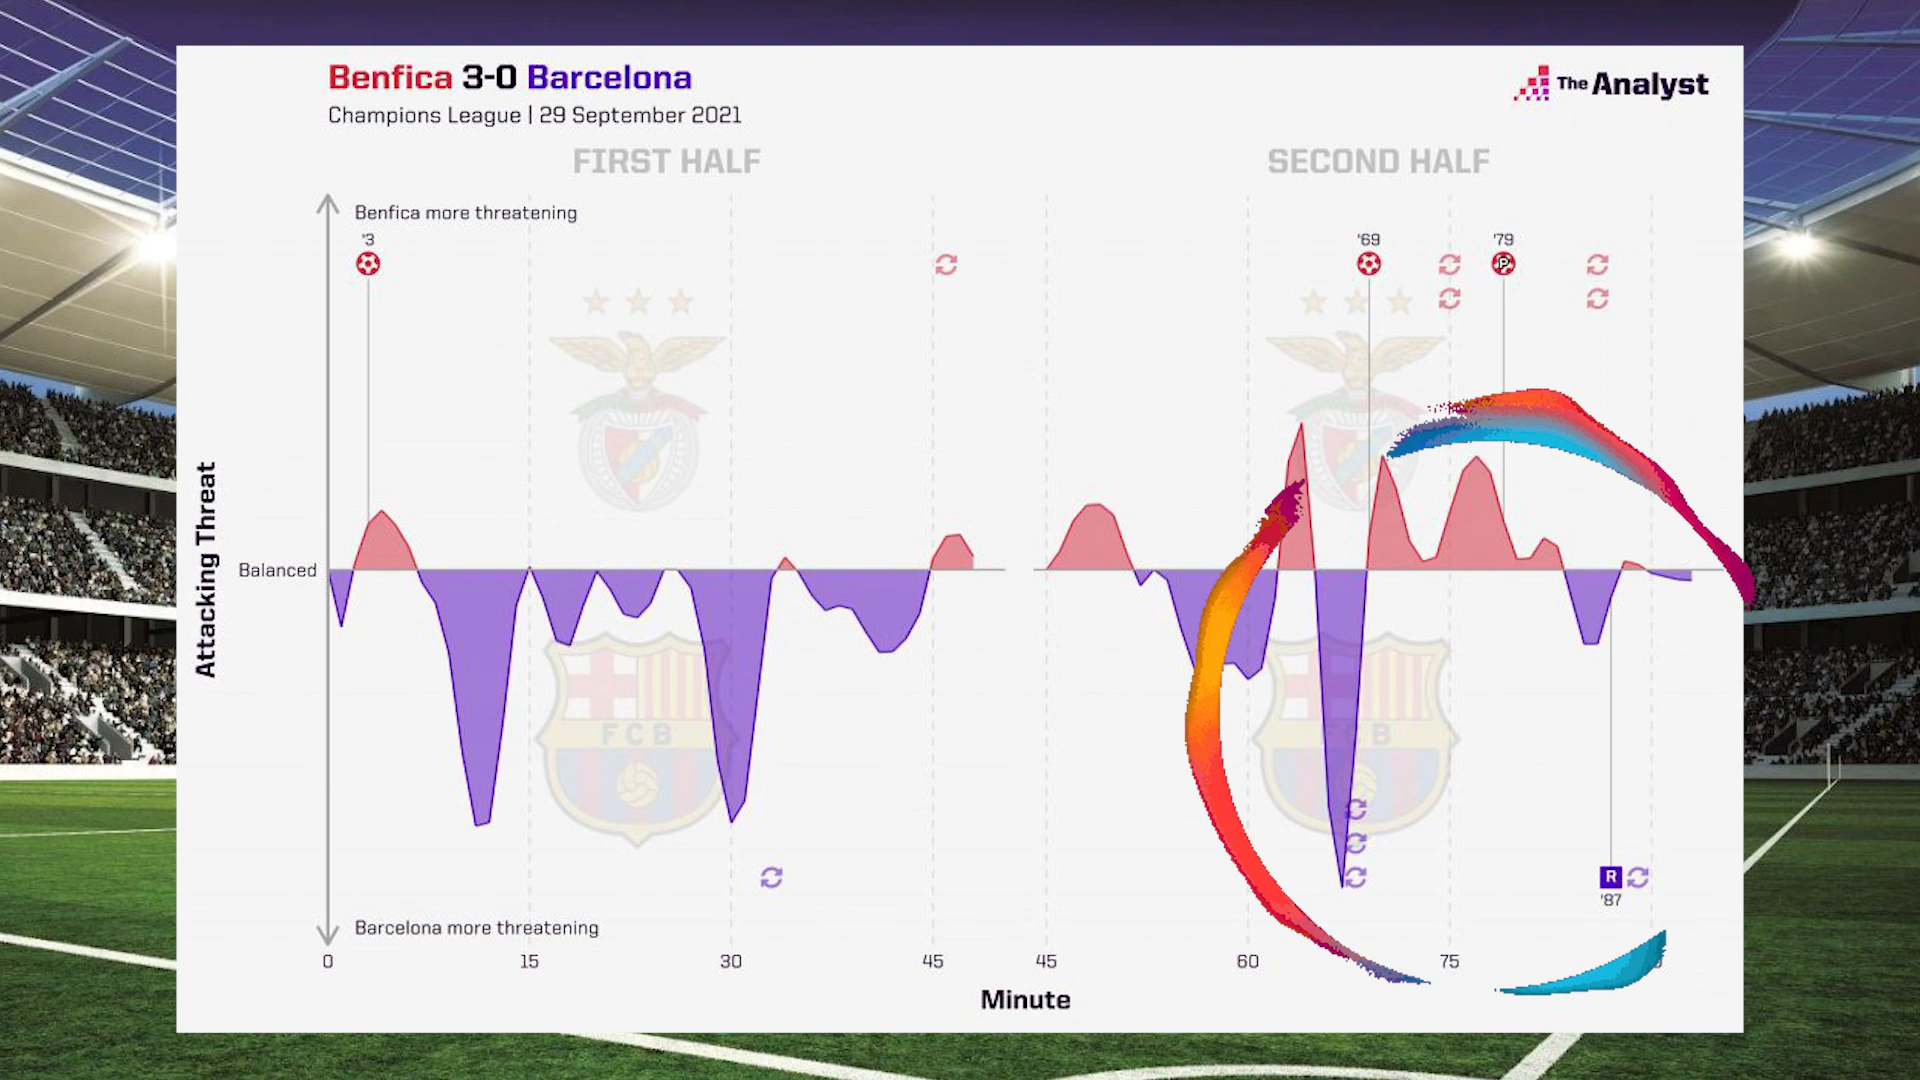 Benfica 3-0 Barcelona
Champions League | 29 September 2021
The Analyst
FIRST HALF
SECOND HALF
Benfica more threatening
'3
'69
'79
P
Attacking Threat
Balanced
FCB
FCB
R
'87
Barcelona more threatening
0 15 30 45 45 60 75
Minute